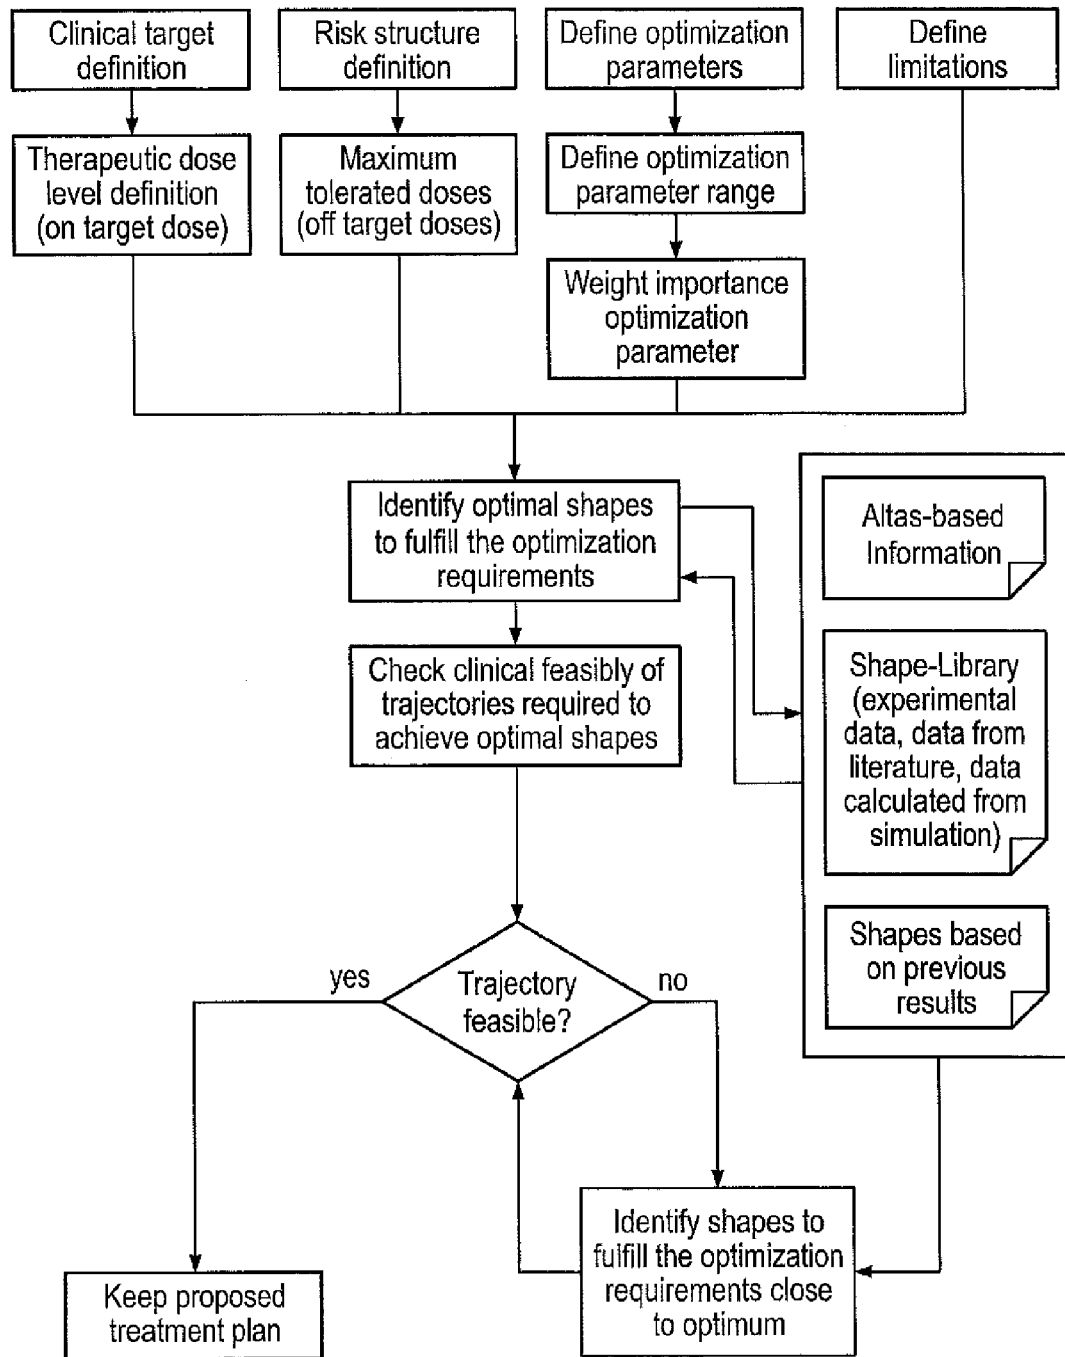 Clinical target
definition
Risk structure
definition
Define optimization
parameters
Define
limitations
Therapeutic dose
level definition
(on target dose)
Maximum
tolerated doses
(off target doses)
Define optimization
parameter range
Weight importance
optimization
parameter
Identify optimal shapes
to fulfill the optimization
requirements
Altas-based
Information
Check clinical feasibly of
trajectories required to
achieve optimal shapes
Shape-Library
(experimental
data, data from
literature, data
calculated from
simulation)
Shapes based
on previous
results
yes
Trajectory
feasible?
no
Identify shapes to
fulfill the optimization
requirements close
to optimum
Keep proposed
treatment plan